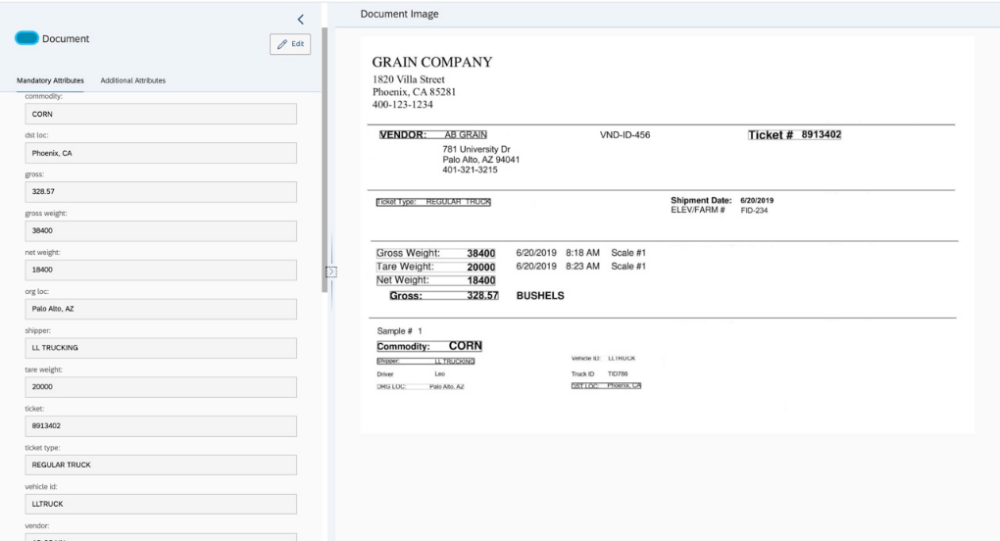 Document
Edit
Mandatory Attributes Additional Attributes
commodity:
CORN
dst loc:
Phoenix, CA
gross:
328.57
gross weight:
38400
net weight:
18400
org loc:
Palo Alto, AZ
shipper:
LL TRUCKING
tare weight:
20000
ticket:
8913402
ticket type:
REGULAR TRUCK
vehicle id:
LLTRUCK
vendor:
Document Image
GRAIN COMPANY
1820 Villa Street
Phoenix, CA 85281
400-123-1234
VENDOR: AB GRAIN VND-ID-456 Ticket # 8913402
781 University Dr
Palo Alto, AZ 94041
401-321-3215
Ticket Type: REGULAR TRUCK Shipment Date: 6/20/2019
ELEV/FARM # FID-234
Gross Weight: 38400 6/20/2019 8:18 AM Scale #1
Tare Weight: 20000 6/20/2019 8:23 AM Scale #1
Net Weight: 18400
Gross: 328.57 BUSHELS
Sample # 1
Commodity: CORN
Shipper: LL TRUCKING Vehicle ID: LLTRUCK
Driver Leo Truck ID TID786
ORG LOC: Palo Alto, AZ DST LOC: Phoenix, CA